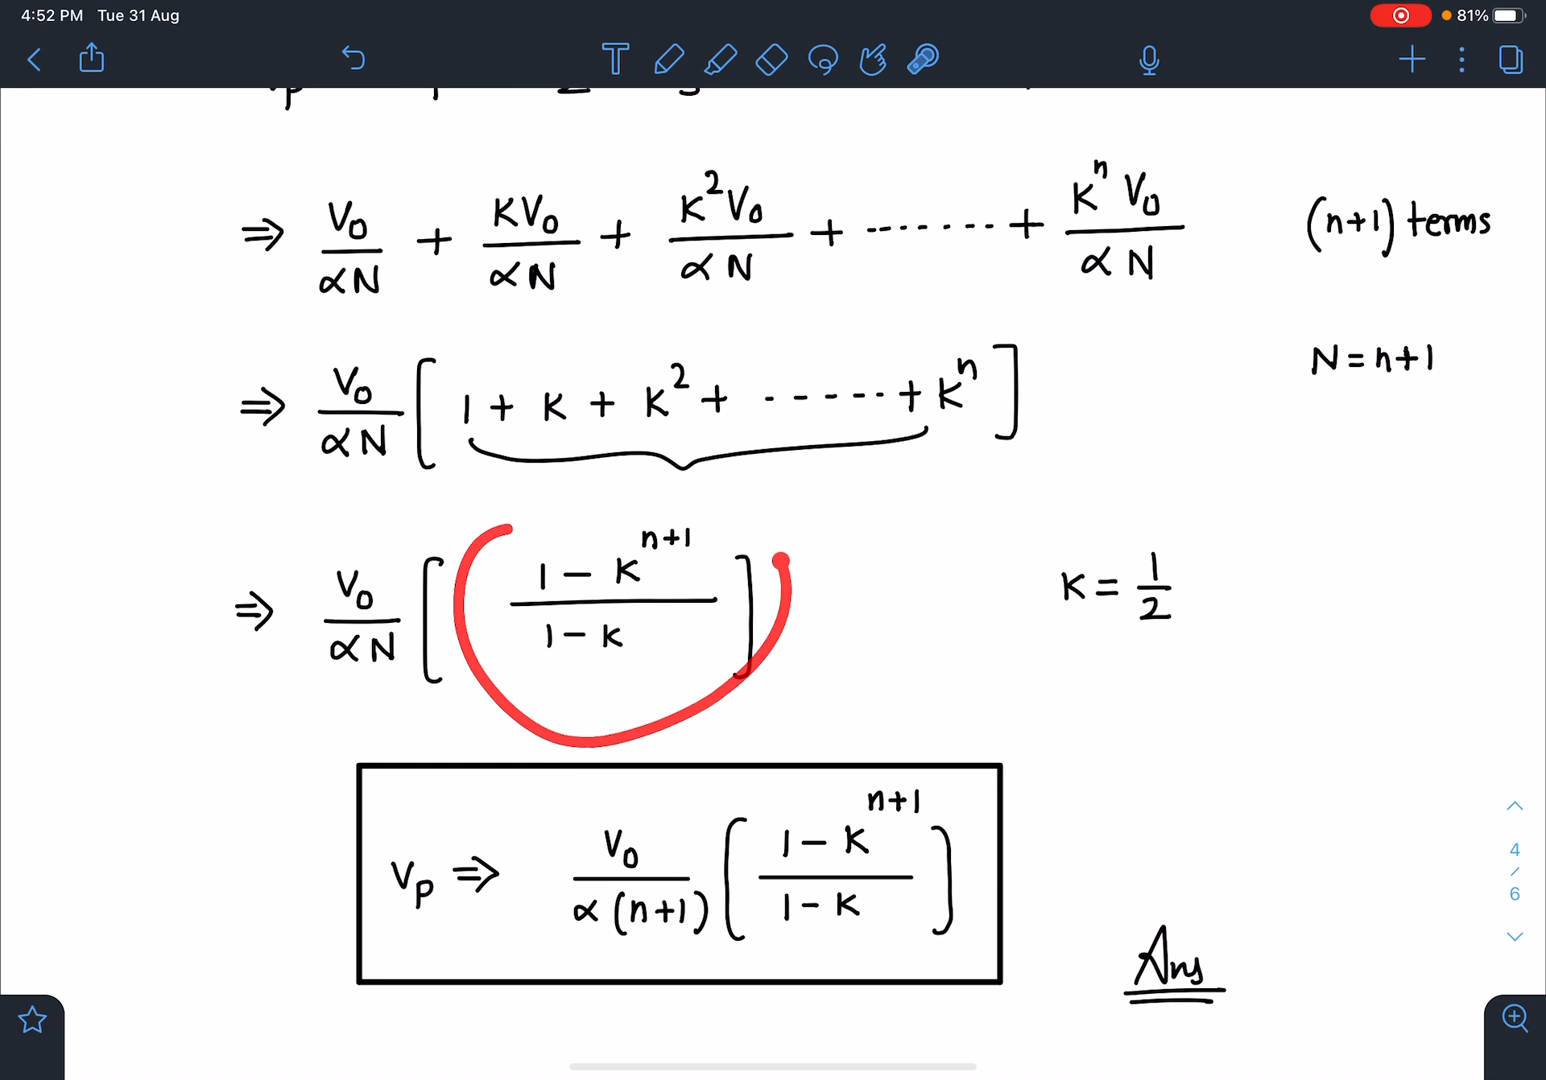 4:52 PM Tue 31 Aug 81%
⇒ V₀/αN + KV₀/αN + K²V₀/αN + ------- + KⁿV₀/αN (n+1) terms
⇒ V₀/αN [ 1 + K + K² + ----- + Kⁿ ] N = n+1
⇒ V₀/αN [ (1 - K^(n+1))/(1 - K) ] K = 1/2
Vₚ ⇒ V₀/α(n+1) [ (1 - K^(n+1))/(1 - K) ]
Ans
4
/
6